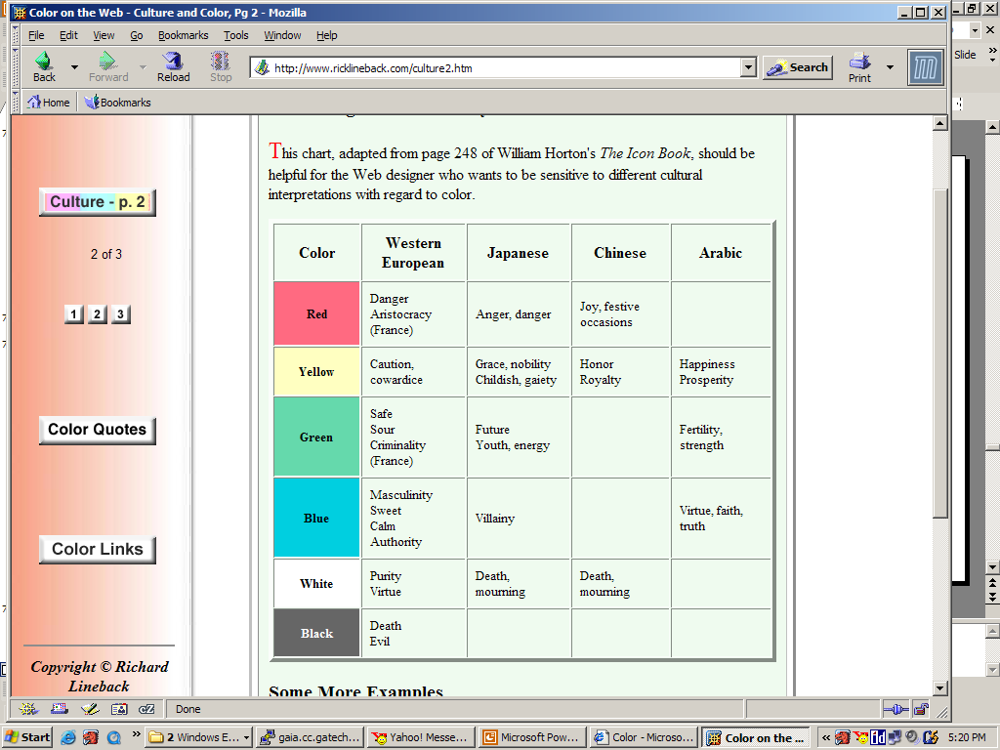 Color on the Web - Culture and Color, Pg 2 - Mozilla
File Edit View Go Bookmarks Tools Window Help
Back Forward Reload Stop http://www.ricklineback.com/culture2.htm Search Print
Slide
Home Bookmarks
This chart, adapted from page 248 of William Horton's The Icon Book, should be
helpful for the Web designer who wants to be sensitive to different cultural
interpretations with regard to color.
Culture - p. 2
2 of 3
1 2 3
Color Quotes
Color Links
Copyright © Richard
Lineback
Color Western European Japanese Chinese Arabic
Red
Danger
Aristocracy
(France)
Anger, danger
Joy, festive
occasions
Yellow
Caution,
cowardice
Grace, nobility
Childish, gaiety
Honor
Royalty
Happiness
Prosperity
Green
Safe
Sour
Criminality
(France)
Future
Youth, energy
Fertility,
strength
Blue
Masculinity
Sweet
Calm
Authority
Villainy
Virtue, faith,
truth
White
Purity
Virtue
Death,
mourning
Death,
mourning
Black
Death
Evil
Some More Examples
Done
Start 2 Windows E... gaia.cc.gatech... Yahoo! Messe... Microsoft Pow... Color - Microso... Color on the ... 5:20 PM